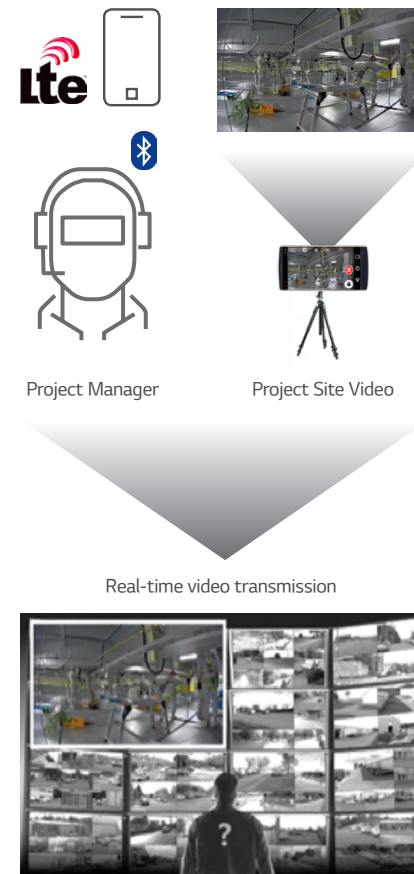 Lte
Project Manager
Project Site Video
Real-time video transmission
?